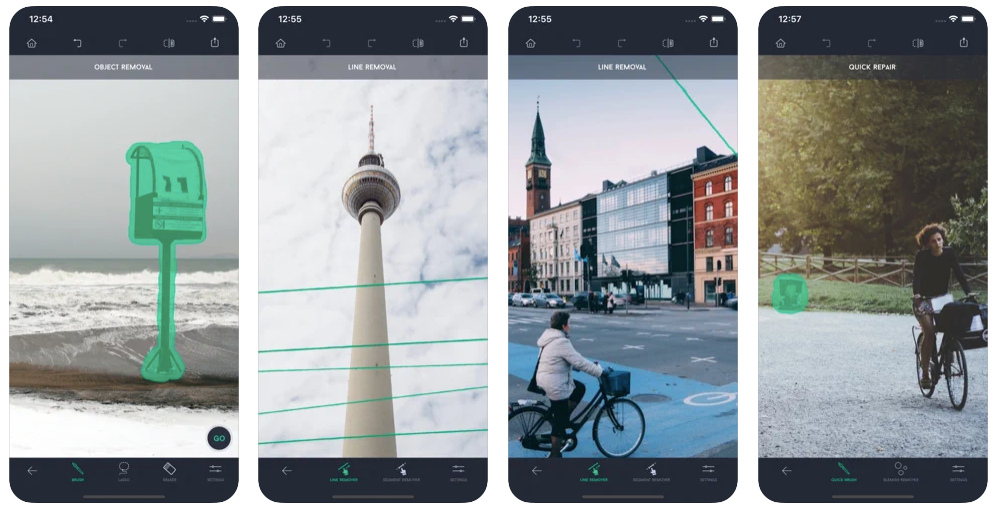 12:54
OBJECT REMOVAL
11
GO
BRUSH
LASSO
ERASER
SETTINGS
12:55
LINE REMOVAL
LINE REMOVER
SEGMENT REMOVER
SETTINGS
12:55
LINE REMOVAL
LINE REMOVER
SEGMENT REMOVER
SETTINGS
12:57
QUICK REPAIR
QUICK BRUSH
BLEMISH REMOVER
SETTINGS